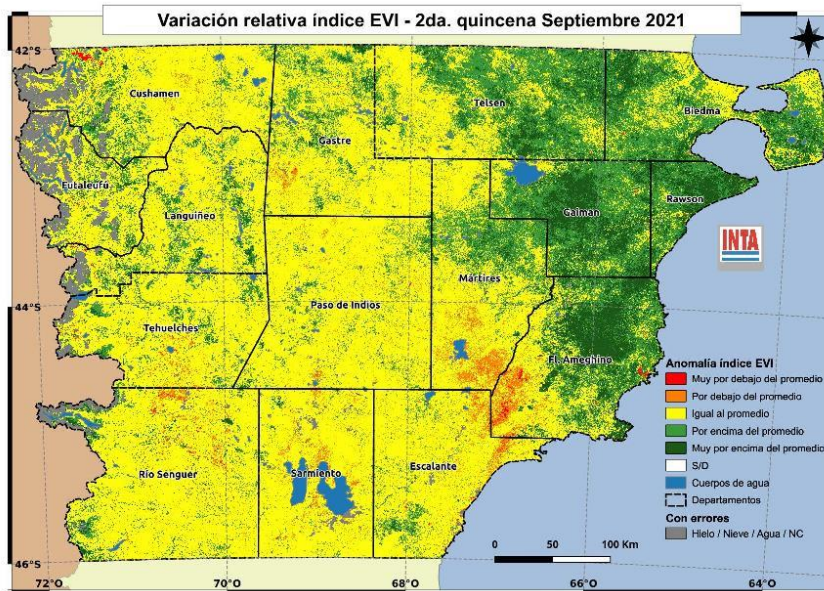 Variación relativa índice EVI - 2da. quincena Septiembre 2021
42°S
Cushamen
Telsen
Biedma
Gastre
Futaleufú
Languiñeo
Gaiman
Rawson
INTA
Mártires
44°S
Paso de Indios
Tehuelches
Fl. Ameghino
Anomalía índice EVI
Muy por debajo del promedio
Por debajo del promedio
Igual al promedio
Por encima del promedio
Muy por encima del promedio
S/D
Cuerpos de agua
Departamentos
Con errores
Hielo / Nieve / Agua / NC
Río Senguer
Sarmiento
Escalante
0 50 100 Km
46°S
72°O 70°O 68°O 66°O 64°O